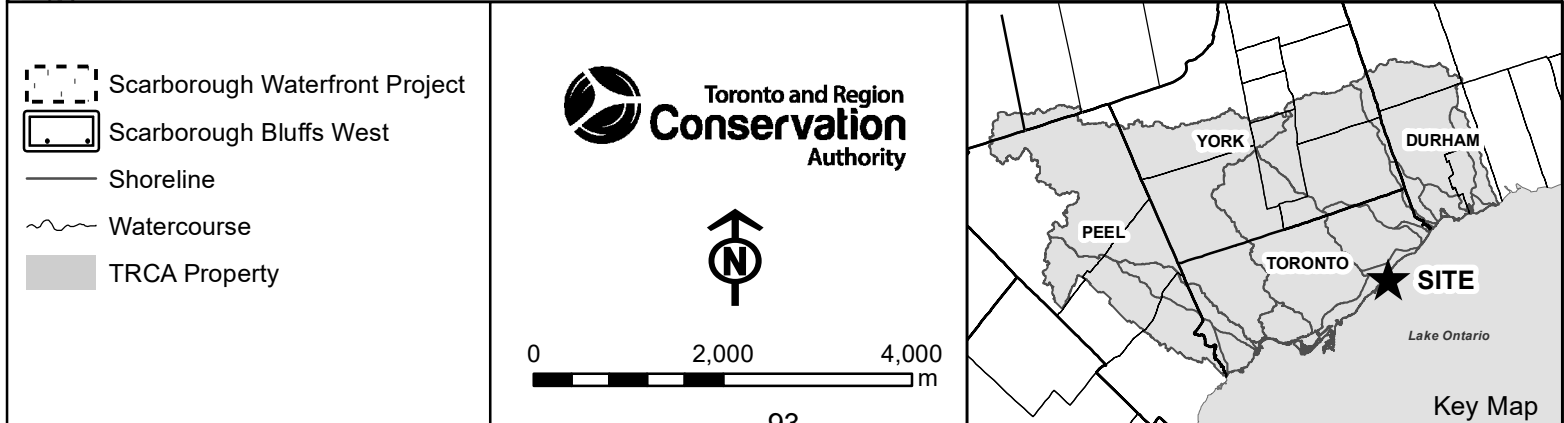 Scarborough Waterfront Project
Scarborough Bluffs West
Shoreline
Watercourse
TRCA Property
Toronto and Region
Conservation
Authority
N
0 2,000 4,000
m
YORK
DURHAM
PEEL
TORONTO
SITE
Lake Ontario
Key Map